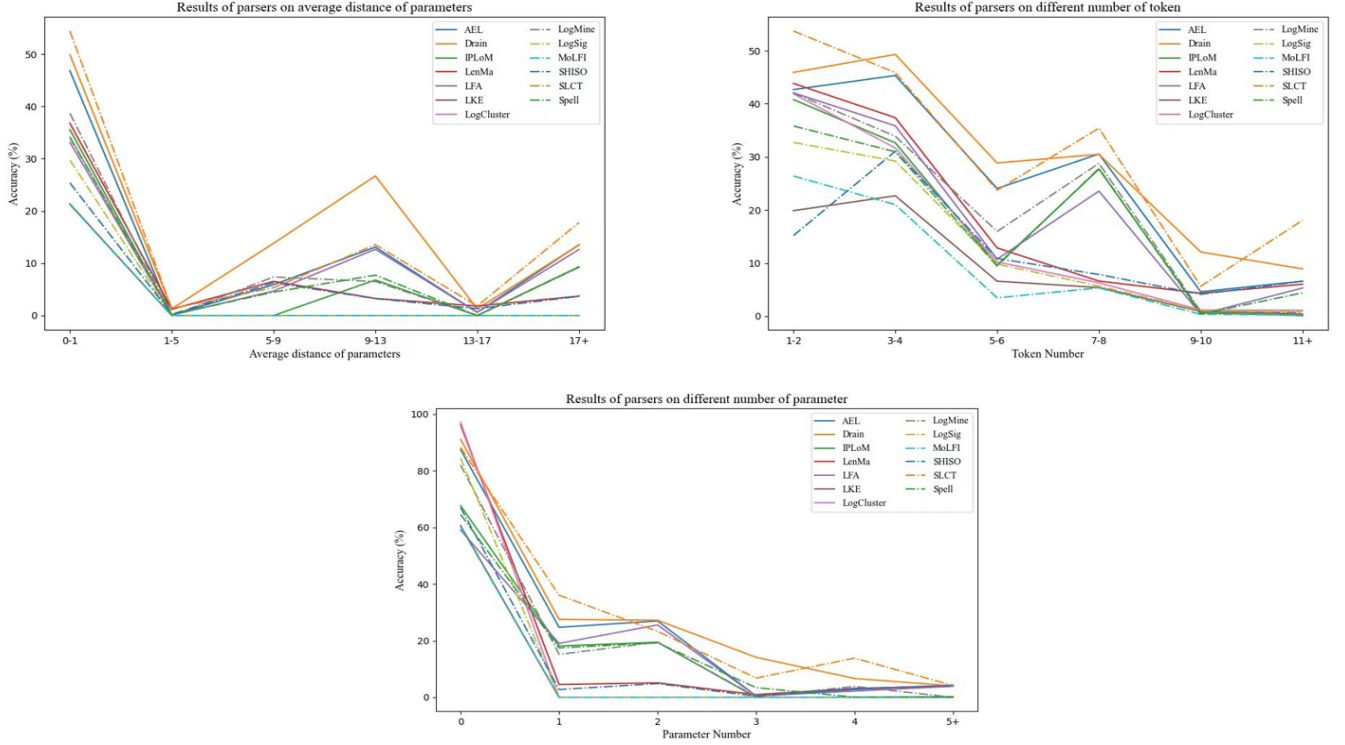 Results of parsers on average distance of parameters
Accuracy (%)
50
40
30
20
10
0
0-1 1-5 5-9 9-13 13-17 17+
Average distance of parameters
AEL
Drain
IPLoM
LenMa
LFA
LKE
LogCluster
LogMine
LogSig
MoLFI
SHISO
SLCT
Spell
Results of parsers on different number of token
Accuracy (%)
50
40
30
20
10
0
1-2 3-4 5-6 7-8 9-10 11+
Token Number
AEL
Drain
IPLoM
LenMa
LFA
LKE
LogCluster
LogMine
LogSig
MoLFI
SHISO
SLCT
Spell
Results of parsers on different number of parameter
Accuracy (%)
100
80
60
40
20
0
0 1 2 3 4 5+
Parameter Number
AEL
Drain
IPLoM
LenMa
LFA
LKE
LogCluster
LogMine
LogSig
MoLFI
SHISO
SLCT
Spell